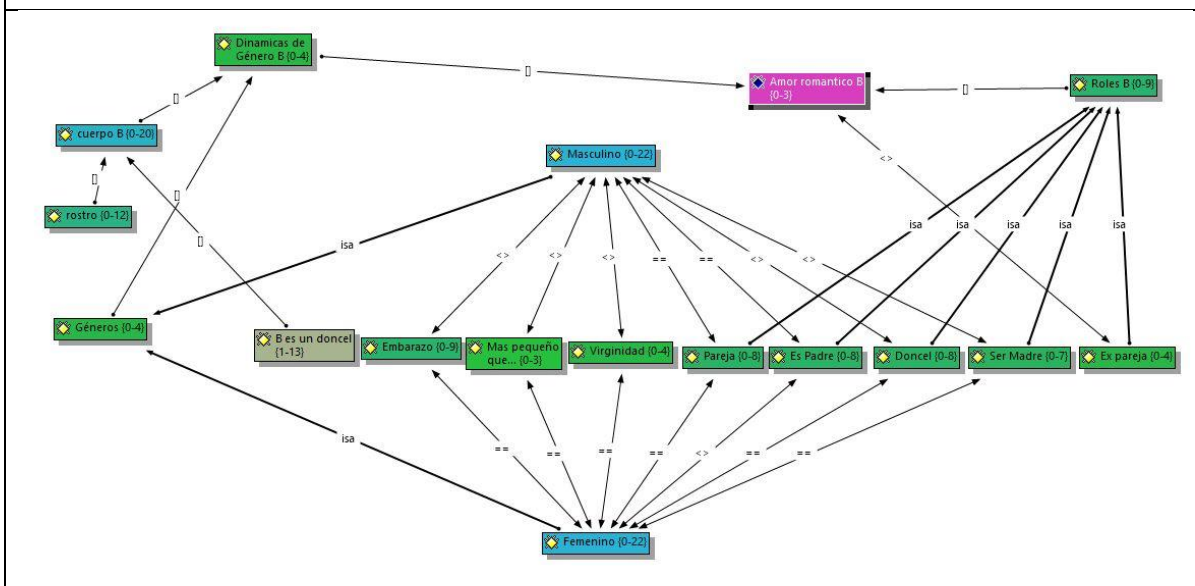 Dinamicas de
Género B {0-4}
[]
Amor romantico B
{0-3}
[]
Roles B {0-9}
[]
cuerpo B {0-20}
Masculino {0-22}
<>
[]
[]
rostro {0-12}
isa
isa
isa
isa
isa
[]
isa
<>
<>
<>
==
==
<>
<>
Géneros {0-4}
B es un doncel
{1-13}
Embarazo {0-9}
Mas pequeño
que... {0-3}
Virginidad {0-4}
Pareja {0-8}
Es Padre {0-8}
Doncel {0-8}
Ser Madre {0-7}
Ex pareja {0-4}
isa
==
==
==
==
<>
==
==
Femenino {0-22}